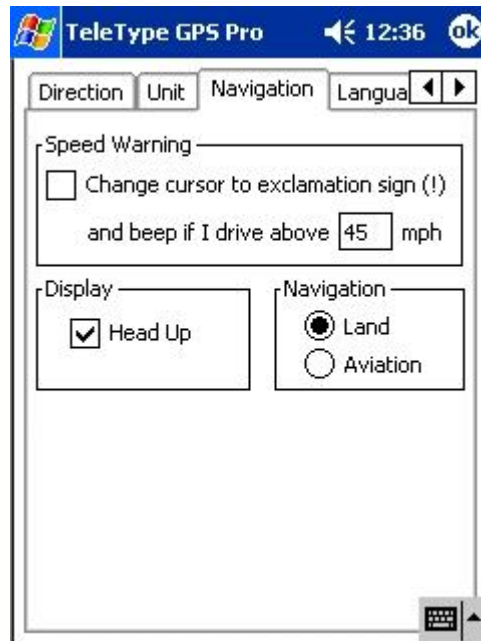 TeleType GPS Pro 12:36 ok
Direction Unit Navigation Langua
Speed Warning
Change cursor to exclamation sign (!)
and beep if I drive above 45 mph
Display Navigation
Head Up Land
Aviation